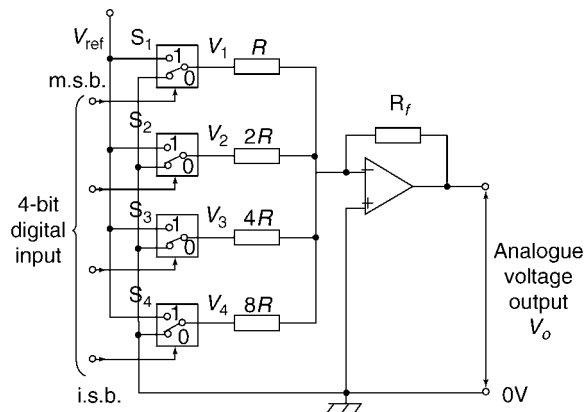 V_ref
S_1
1
0
V_1
R
m.s.b.
S_2
1
0
V_2
2R
R_f
4-bit
digital
input
S_3
1
0
V_3
4R
−
+
Analogue
voltage
output
V_o
S_4
1
0
V_4
8R
i.s.b.
0V